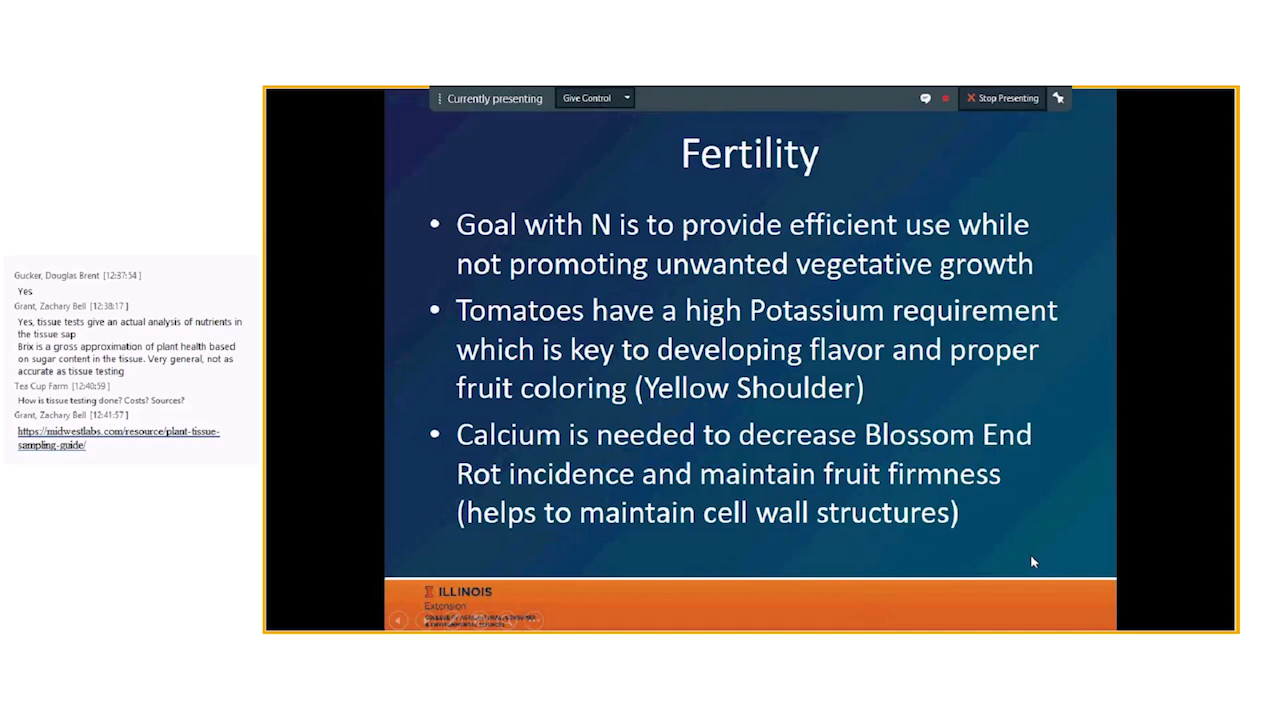 Gucker, Douglas Brent [12:37:54]
Yes
Grant, Zachary Bell [12:38:17]
Yes, tissue tests give an actual analysis of nutrients in
the tissue sap
Brix is a gross approximation of plant health based
on sugar content in the tissue. Very general, not as
accurate as tissue testing
Tea Cup Farm [12:40:59]
How is tissue testing done? Costs? Sources?
Grant, Zachary Bell [12:41:57]
https://midwestlabs.com/resource/plant-tissue-
sampling-guide/
Currently presenting
Give Control
Stop Presenting
Fertility
• Goal with N is to provide efficient use while
not promoting unwanted vegetative growth
• Tomatoes have a high Potassium requirement
which is key to developing flavor and proper
fruit coloring (Yellow Shoulder)
• Calcium is needed to decrease Blossom End
Rot incidence and maintain fruit firmness
(helps to maintain cell wall structures)
ILLINOIS
Extension